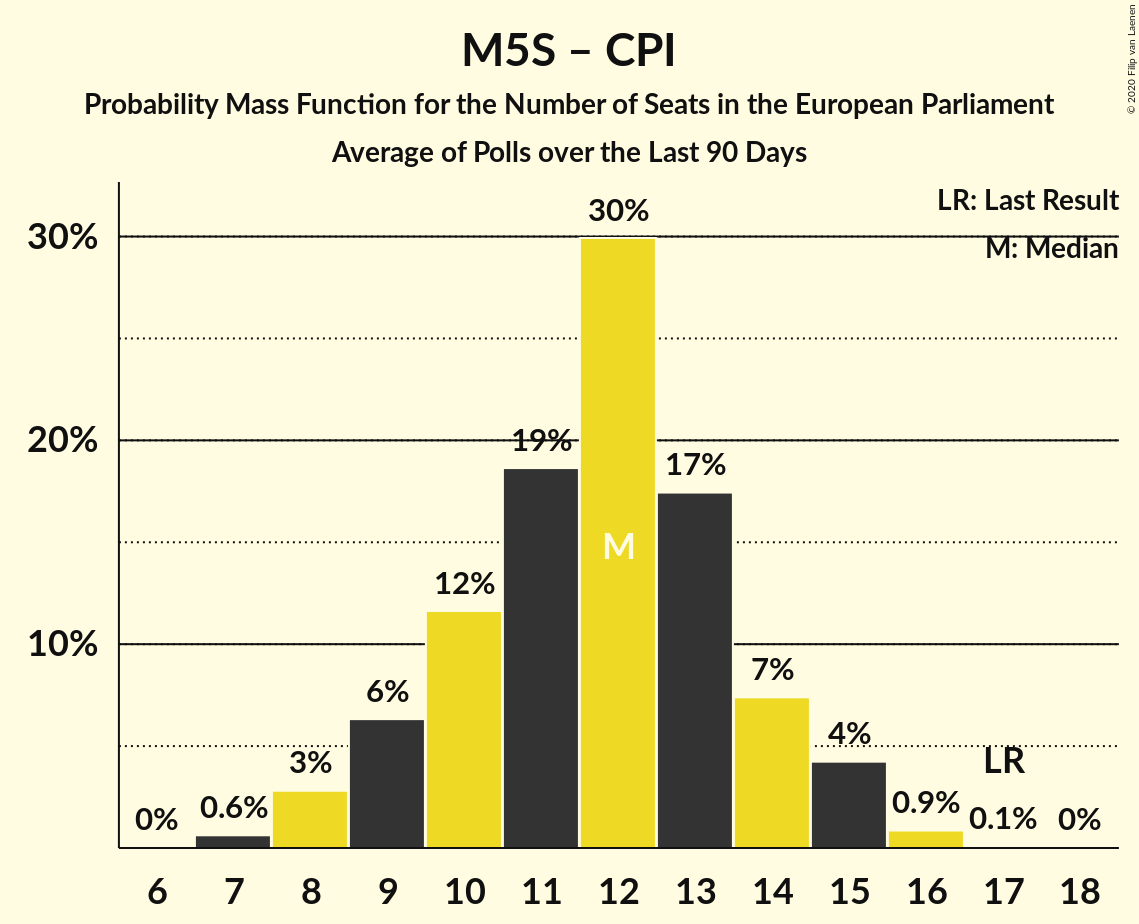 M5S – CPI
Probability Mass Function for the Number of Seats in the European Parliament
Average of Polls over the Last 90 Days
© 2020 Filip van Laenen
LR: Last Result
M: Median
30%
20%
10%
0%
0.6%
3%
6%
12%
19%
30%
M
17%
7%
4%
0.9%
LR
0.1%
0%
6 7 8 9 10 11 12 13 14 15 16 17 18